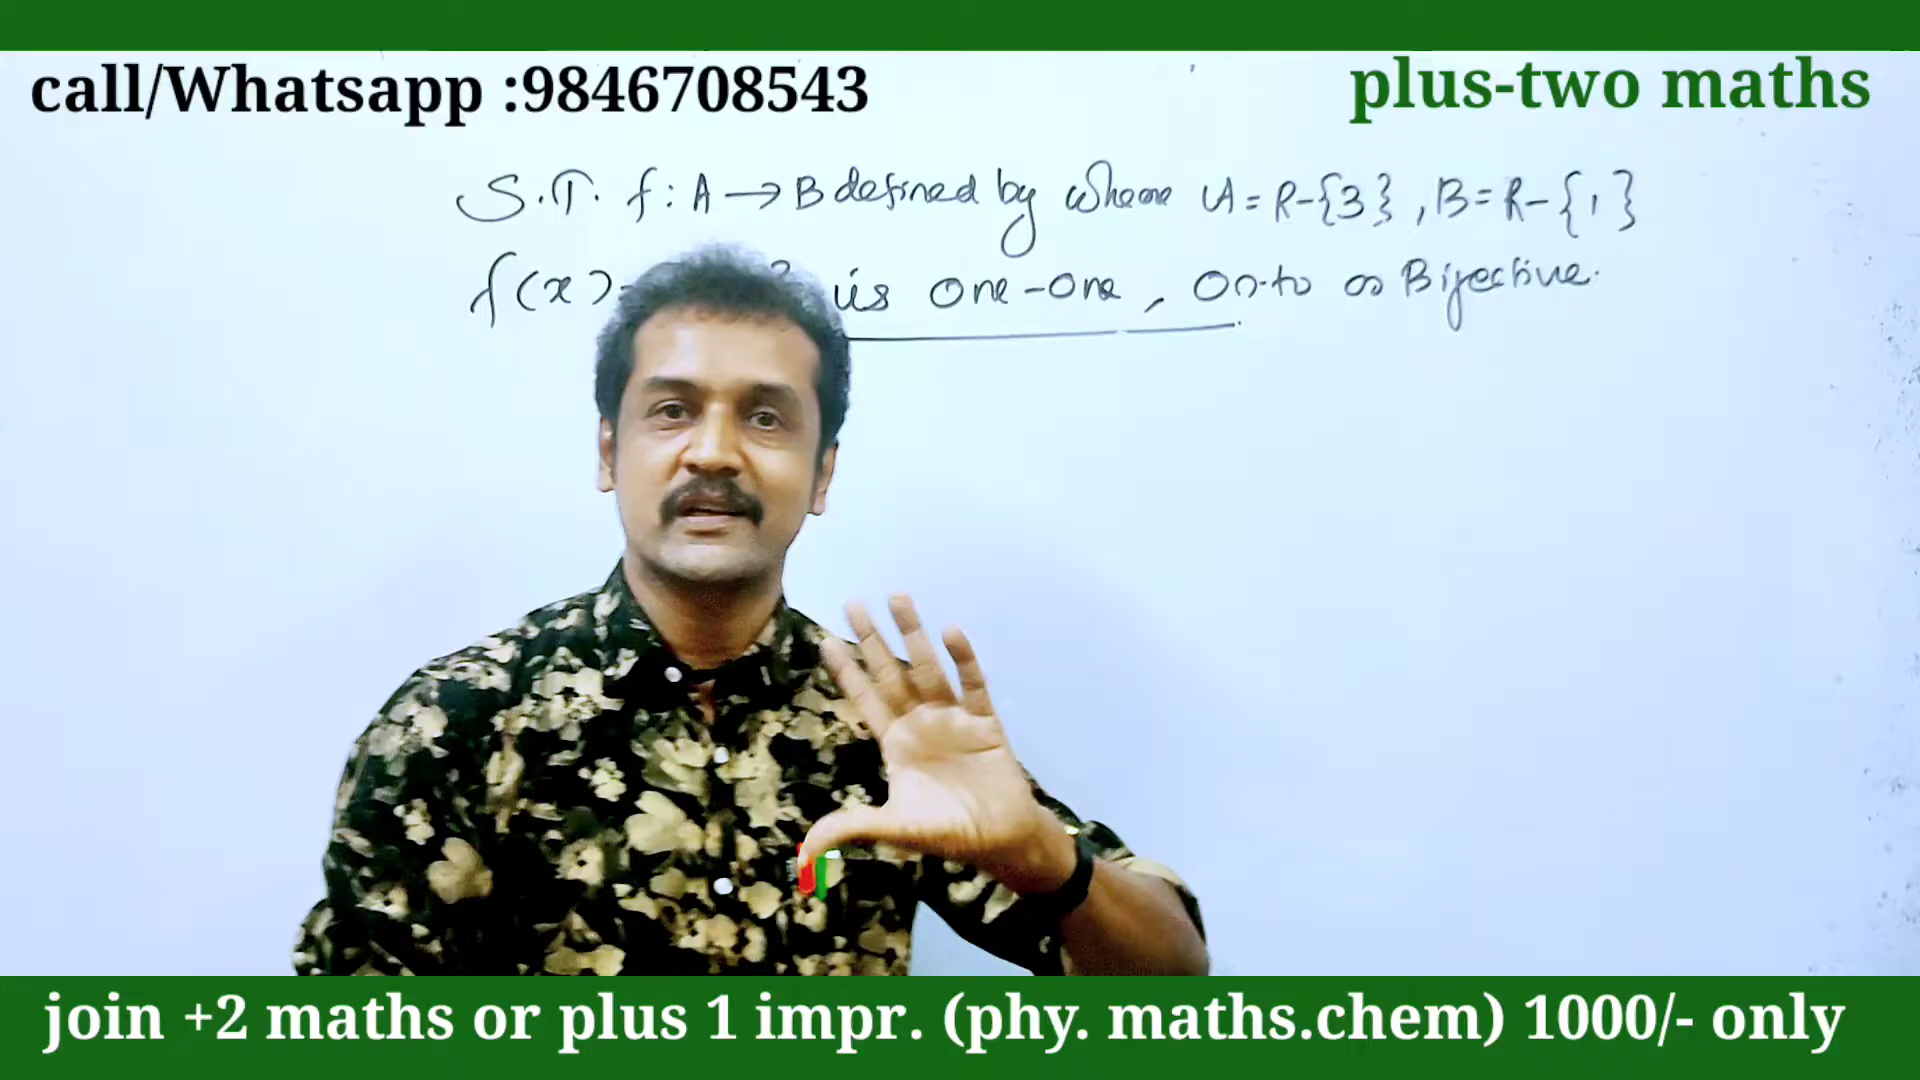 call/Whatsapp :9846708543
plus-two maths
S.T. f : A → B defined by where A = R-{3}, B = R-{1}
f(x) is one-one, On-to or Bijective.
join +2 maths or plus 1 impr. (phy. maths.chem) 1000/- only